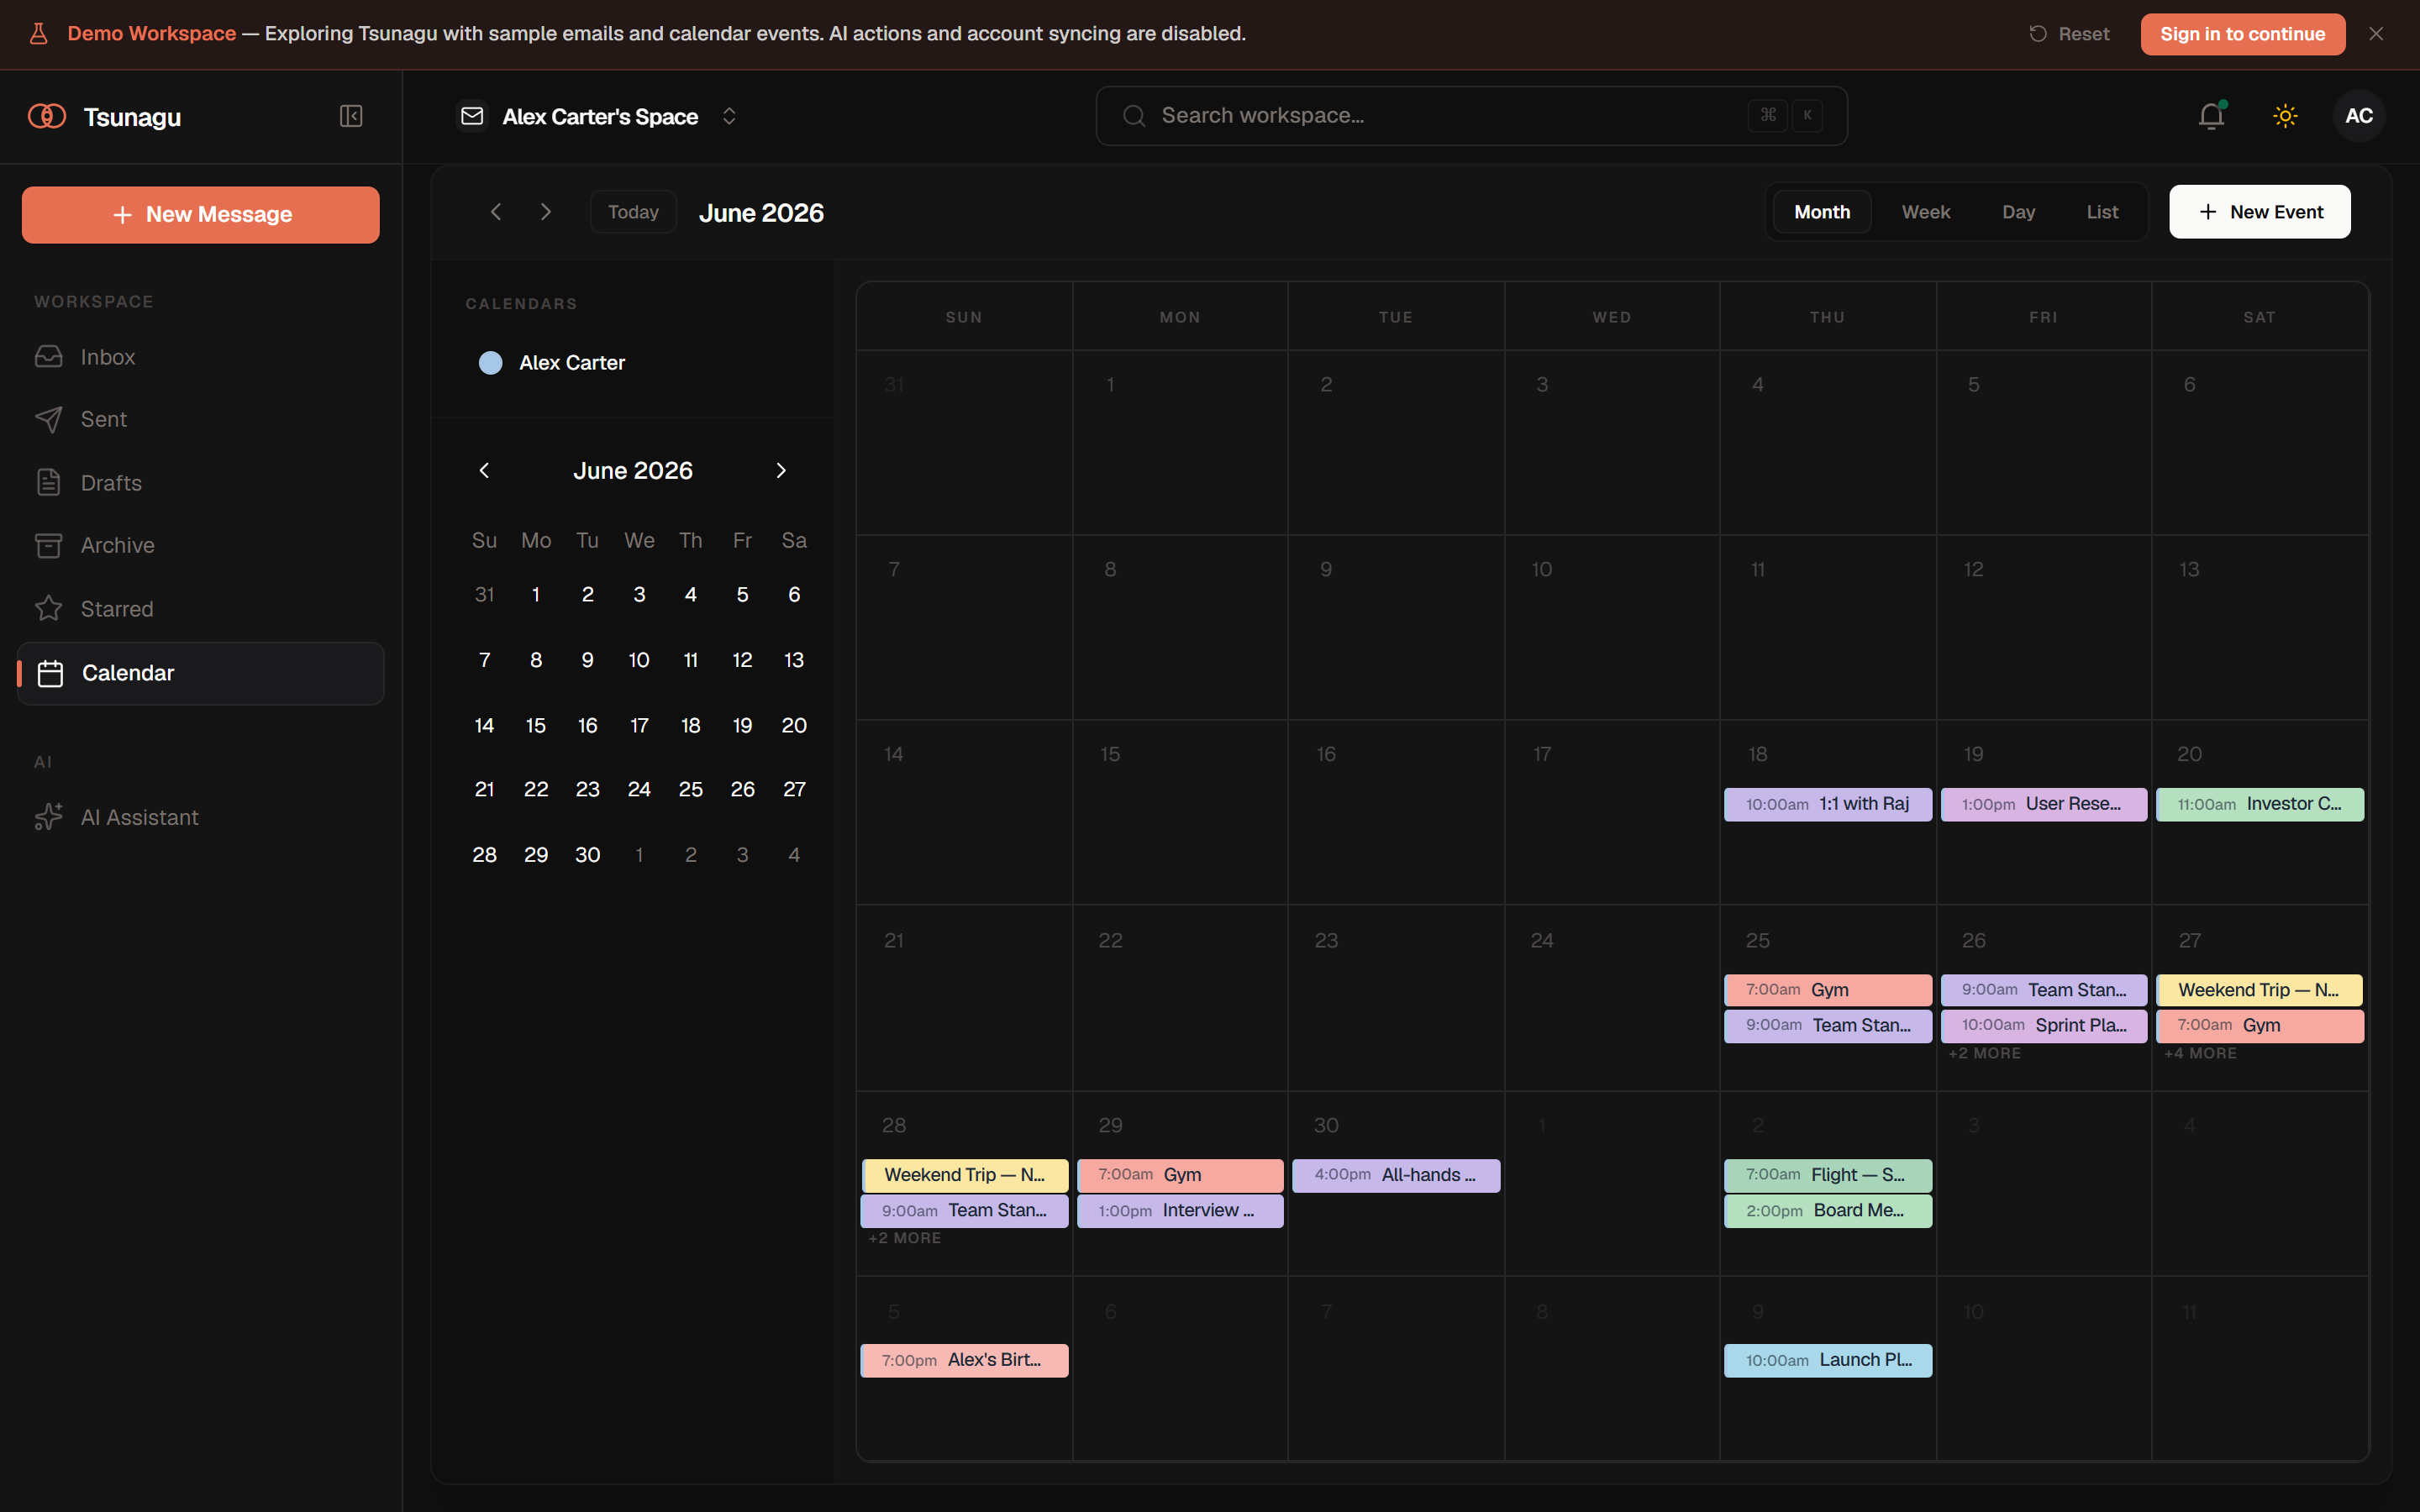 Demo Workspace — Exploring Tsunagu with sample emails and calendar events. AI actions and account syncing are disabled.
Reset
Sign in to continue
Tsunagu
Alex Carter's Space
Search workspace...
⌘ K
AC
New Message
WORKSPACE
Inbox
Sent
Drafts
Archive
Starred
Calendar
AI
AI Assistant
Today
June 2026
Month
Week
Day
List
New Event
CALENDARS
Alex Carter
June 2026
Su Mo Tu We Th Fr Sa
31 1 2 3 4 5 6
7 8 9 10 11 12 13
14 15 16 17 18 19 20
21 22 23 24 25 26 27
28 29 30 1 2 3 4
SUN MON TUE WED THU FRI SAT
31 1 2 3 4 5 6
7 8 9 10 11 12 13
14 15 16 17 18 19 20
10:00am 1:1 with Raj
1:00pm User Rese...
11:00am Investor C...
21 22 23 24 25 26 27
7:00am Gym
9:00am Team Stan...
9:00am Team Stan...
10:00am Sprint Pla...
+2 MORE
Weekend Trip — N...
7:00am Gym
+4 MORE
28 29 30 1 2 3 4
Weekend Trip — N...
9:00am Team Stan...
+2 MORE
7:00am Gym
1:00pm Interview ...
4:00pm All-hands ...
7:00am Flight — S...
2:00pm Board Me...
5 6 7 8 9 10 11
7:00pm Alex's Birt...
10:00am Launch Pl...